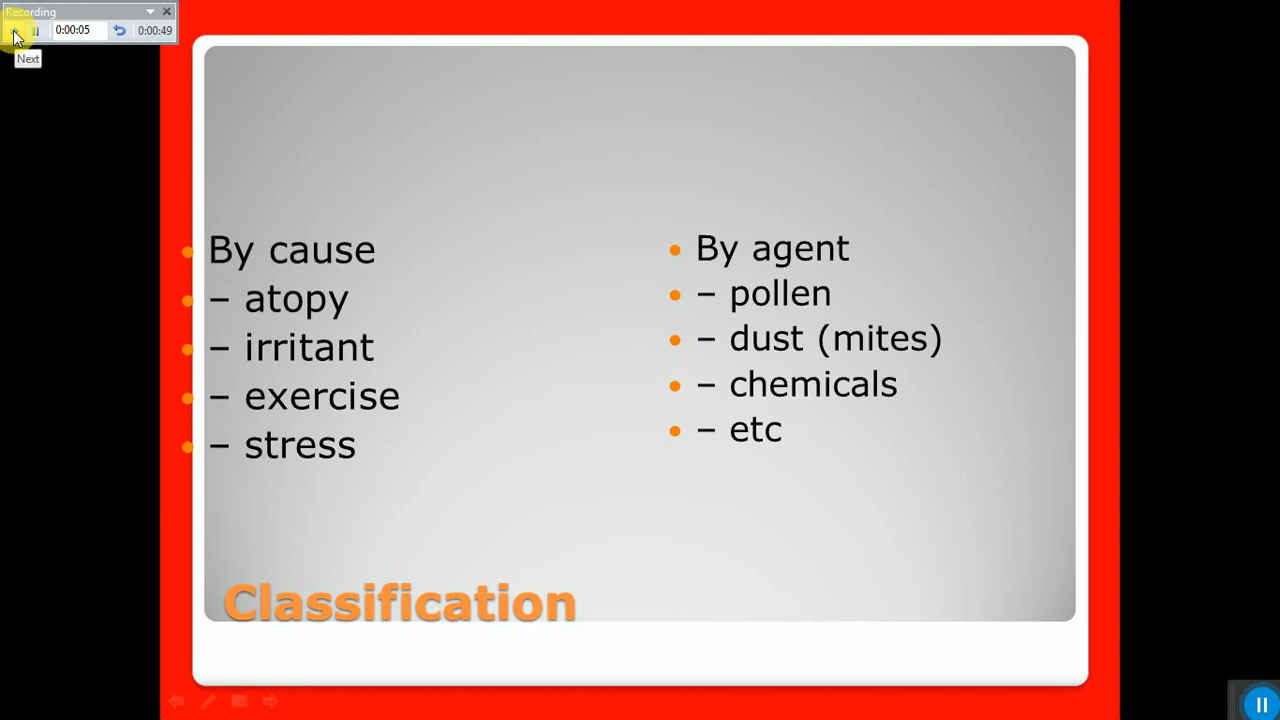 Recording
0:00:05
0:00:49
Next
• By cause
• – atopy
• – irritant
• – exercise
• – stress
• By agent
• – pollen
• – dust (mites)
• – chemicals
• – etc
Classification